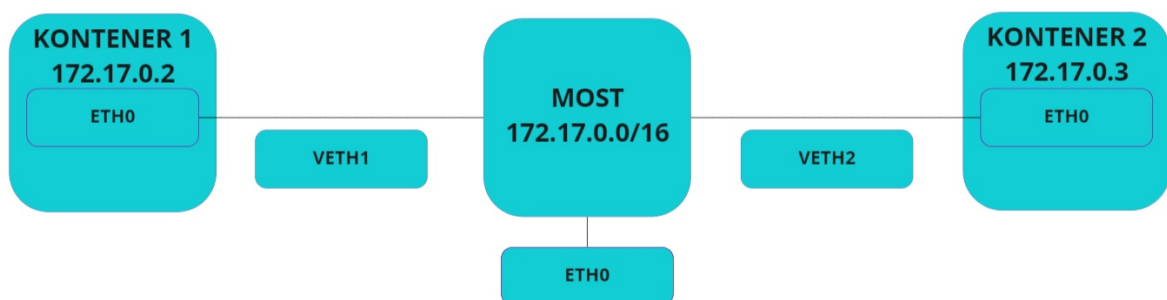 KONTENER 1
172.17.0.2
ETH0
VETH1
MOST
172.17.0.0/16
ETH0
VETH2
KONTENER 2
172.17.0.3
ETH0